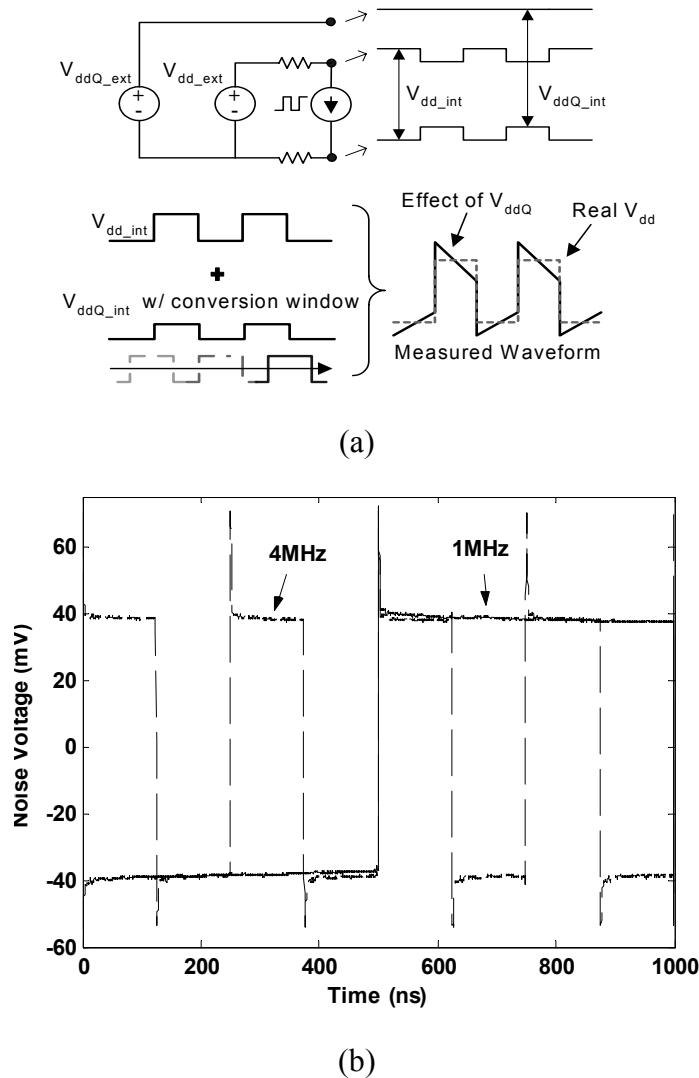 V_ddQ_ext
V_dd_ext
V_dd_int
V_ddQ_int
V_dd_int
+
V_ddQ_int w/ conversion window
Effect of V_ddQ
Real V_dd
Measured Waveform
(a)
60
40
20
0
-20
-40
-60
0
200
400
600
800
1000
4MHz
1MHz
Noise Voltage (mV)
Time (ns)
(b)